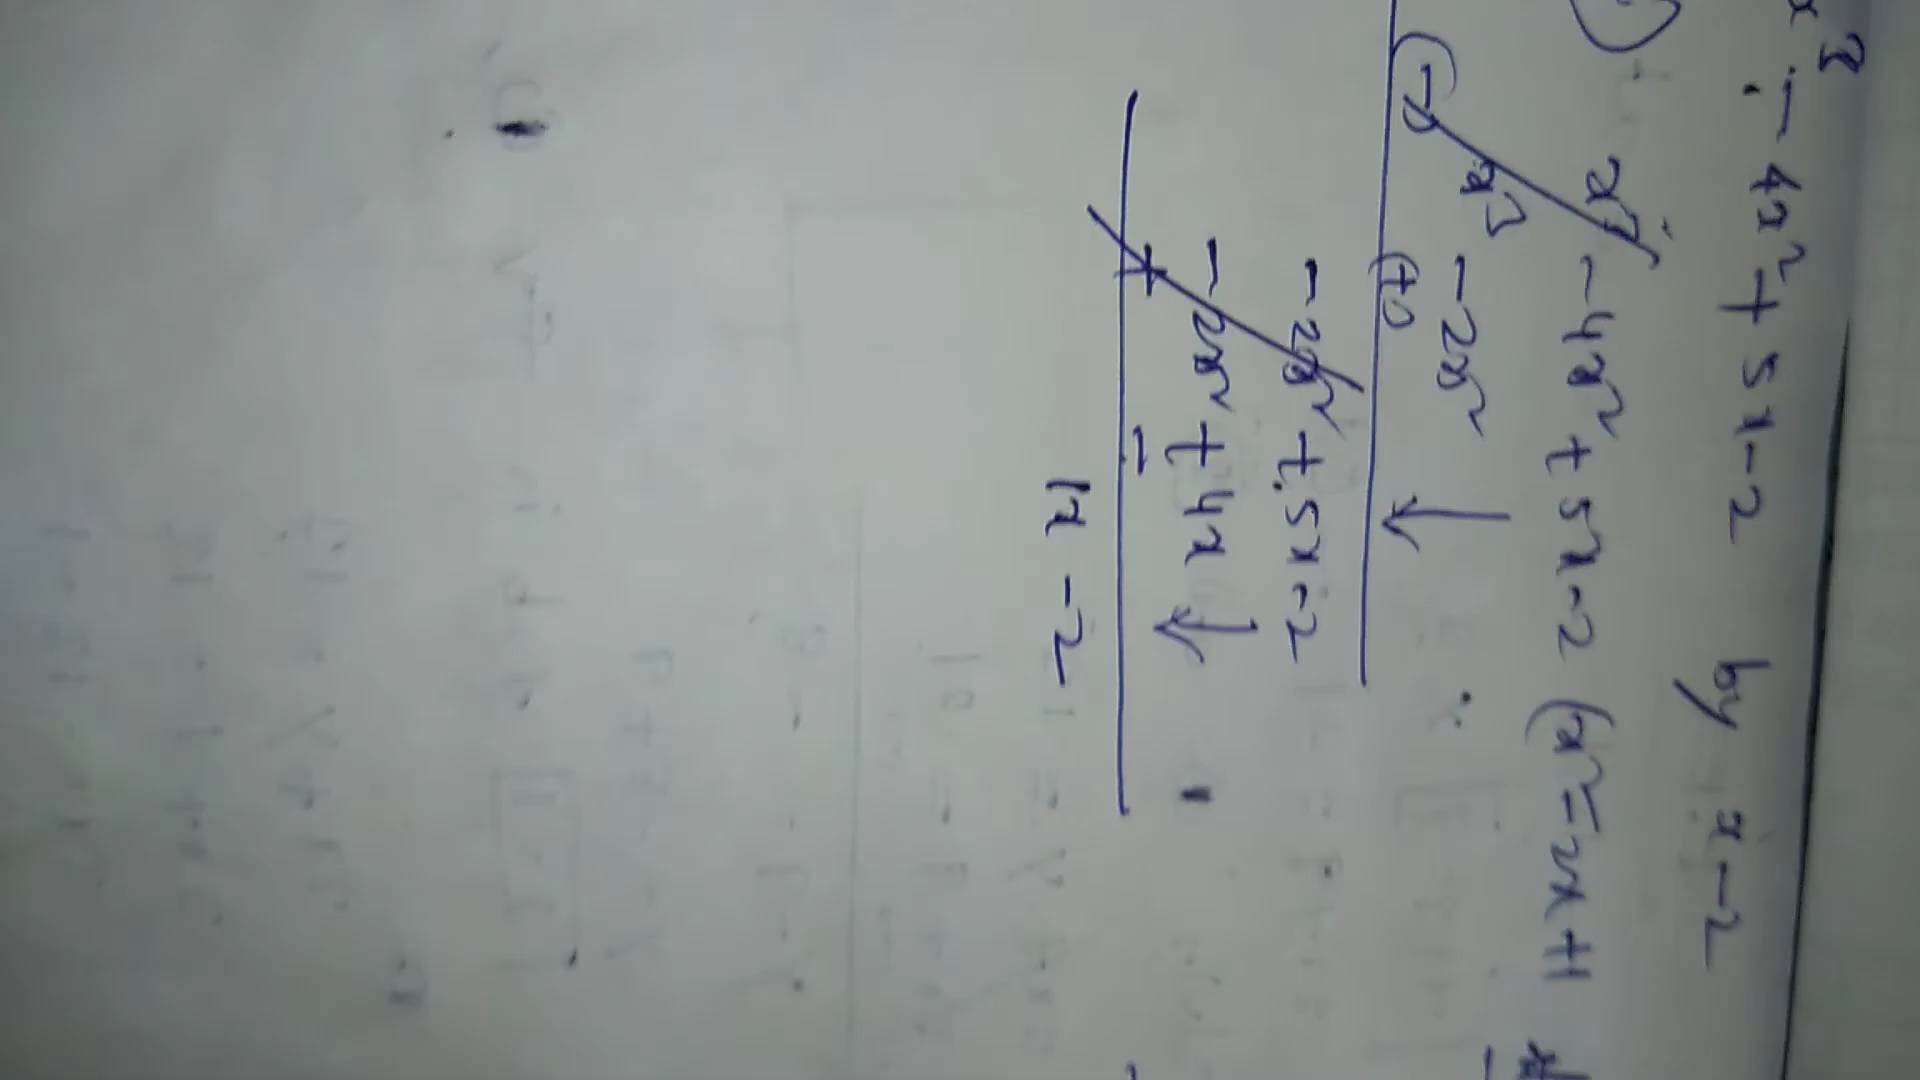 x³ - 4x² + 5x - 2 by x - 2
) x³ - 4x² + 5x - 2 ( x² - 2x + 1
x³ - 2x²
(-) (+)
- 2x² + 5x - 2
- 2x² + 4x
+ -
1x - 2